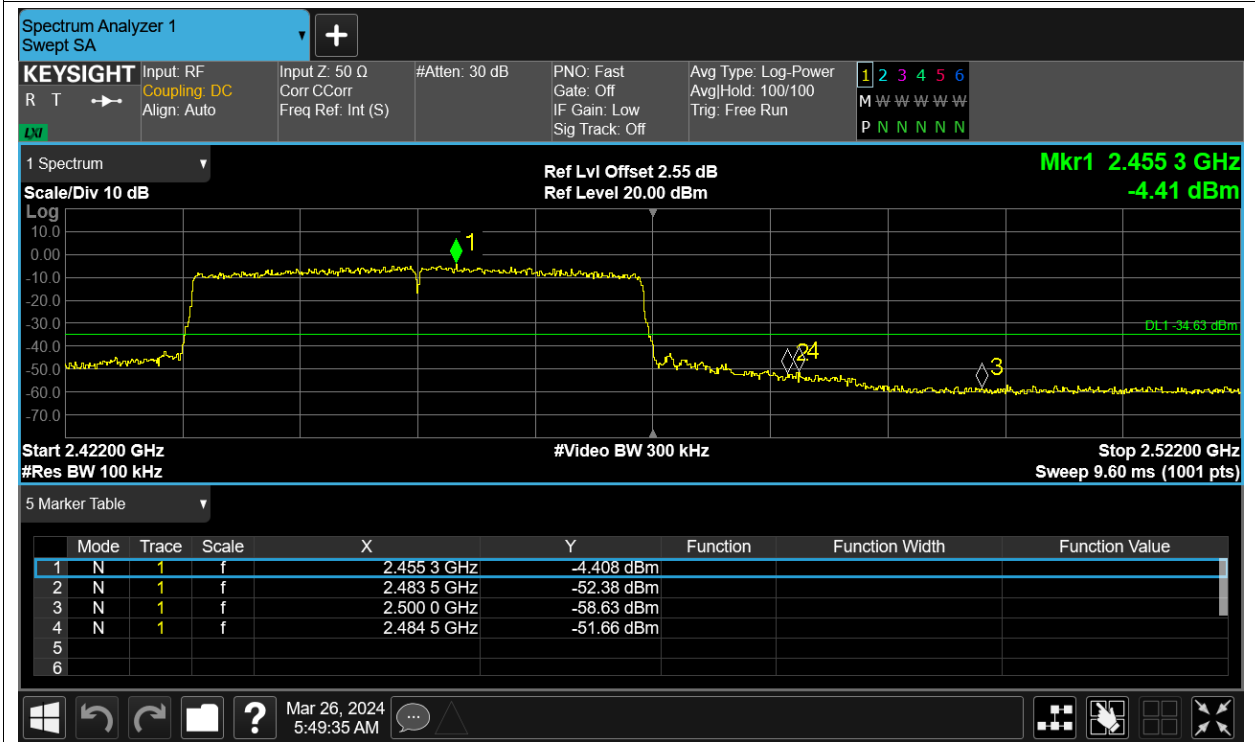 Spectrum Analyzer 1
Swept SA
+
KEYSIGHT Input: RF Input Z: 50 Ω #Atten: 30 dB PNO: Fast Avg Type: Log-Power 1 2 3 4 5 6
R T Coupling: DC Corr CCorr Gate: Off Avg|Hold: 100/100 M W W W W W
Align: Auto Freq Ref: Int (S) IF Gain: Low Trig: Free Run
LXI Sig Track: Off P N N N N N
1 Spectrum Ref Lvl Offset 2.55 dB Mkr1 2.455 3 GHz
Scale/Div 10 dB Ref Level 20.00 dBm -4.41 dBm
Log
10.0
1
0.00
-10.0
-20.0
-30.0
DL1 -34.63 dBm
-40.0
2 4
3
-50.0
-60.0
-70.0
Start 2.42200 GHz #Video BW 300 kHz Stop 2.52200 GHz
#Res BW 100 kHz Sweep 9.60 ms (1001 pts)
5 Marker Table
Mode Trace Scale X Y Function Function Width Function Value
1 N 1 f 2.455 3 GHz -4.408 dBm
2 N 1 f 2.483 5 GHz -52.38 dBm
3 N 1 f 2.500 0 GHz -58.63 dBm
4 N 1 f 2.484 5 GHz -51.66 dBm
5
6
? Mar 26, 2024
5:49:35 AM